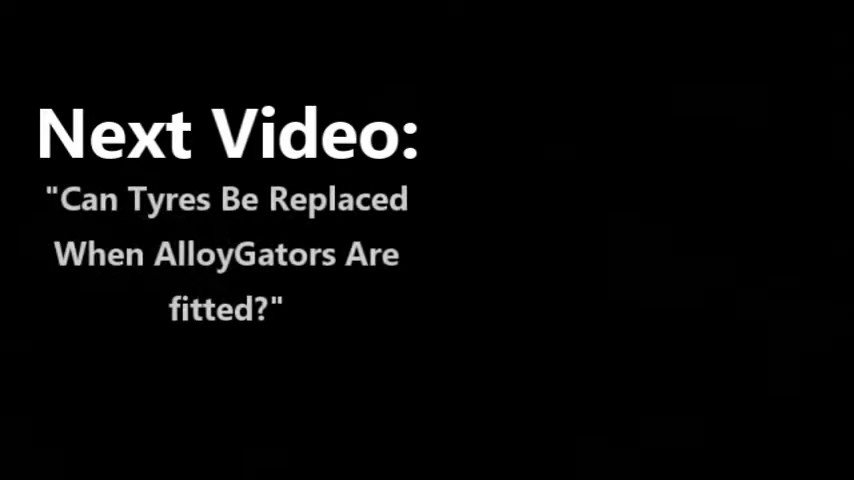 Next Video:
"Can Tyres Be Replaced
When AlloyGators Are
fitted?"